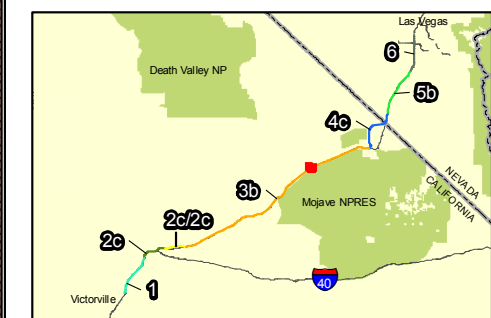 Las Vegas
6
Death Valley NP
5b
4c
NEVADA
CALIFORNIA
3b
Mojave NPRES
2c/2c
2c
40
1
Victorville